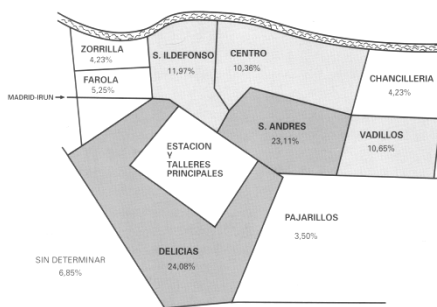 ZORRILLA
4,23%
FAROLA
5,25%
MADRID-IRUN
S. ILDEFONSO
11,97%
CENTRO
10,36%
CHANCILLERIA
4,23%
S. ANDRES
23,11%
VADILLOS
10,65%
ESTACION
Y
TALLERES
PRINCIPALES
PAJARILLOS
3,50%
SIN DETERMINAR
6,85%
DELICIAS
24,08%